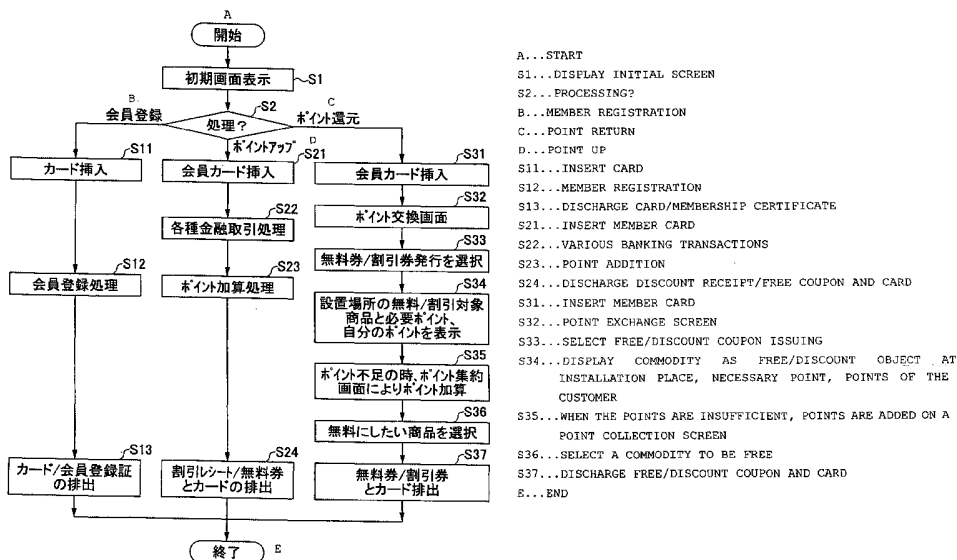 A
開始
初期画面表示
S1
B
会員登録
S2
処理?
C
ポイント還元
ポイントアップ
D
S11
カード挿入
S21
会員カード挿入
S31
会員カード挿入
S32
ポイント交換画面
S22
各種金融取引処理
S33
無料券/割引券発行を選択
S12
会員登録処理
S23
ポイント加算処理
S34
設置場所の無料/割引対象
商品と必要ポイント、
自分のポイントを表示
S35
ポイント不足の時、ポイント集約
画面によりポイント加算
S36
無料にしたい商品を選択
S13
カード/会員登録証
の排出
S24
割引レシート/無料券
とカードの排出
S37
無料券/割引券
とカード排出
終了
E
A...START
S1...DISPLAY INITIAL SCREEN
S2...PROCESSING?
B...MEMBER REGISTRATION
C...POINT RETURN
D...POINT UP
S11...INSERT CARD
S12...MEMBER REGISTRATION
S13...DISCHARGE CARD/MEMBERSHIP CERTIFICATE
S21...INSERT MEMBER CARD
S22...VARIOUS BANKING TRANSACTIONS
S23...POINT ADDITION
S24...DISCHARGE DISCOUNT RECEIPT/FREE COUPON AND CARD
S31...INSERT MEMBER CARD
S32...POINT EXCHANGE SCREEN
S33...SELECT FREE/DISCOUNT COUPON ISSUING
S34...DISPLAY COMMODITY AS FREE/DISCOUNT OBJECT AT
INSTALLATION PLACE, NECESSARY POINT, POINTS OF THE
CUSTOMER
S35...WHEN THE POINTS ARE INSUFFICIENT, POINTS ARE ADDED ON A
POINT COLLECTION SCREEN
S36...SELECT A COMMODITY TO BE FREE
S37...DISCHARGE FREE/DISCOUNT COUPON AND CARD
E...END